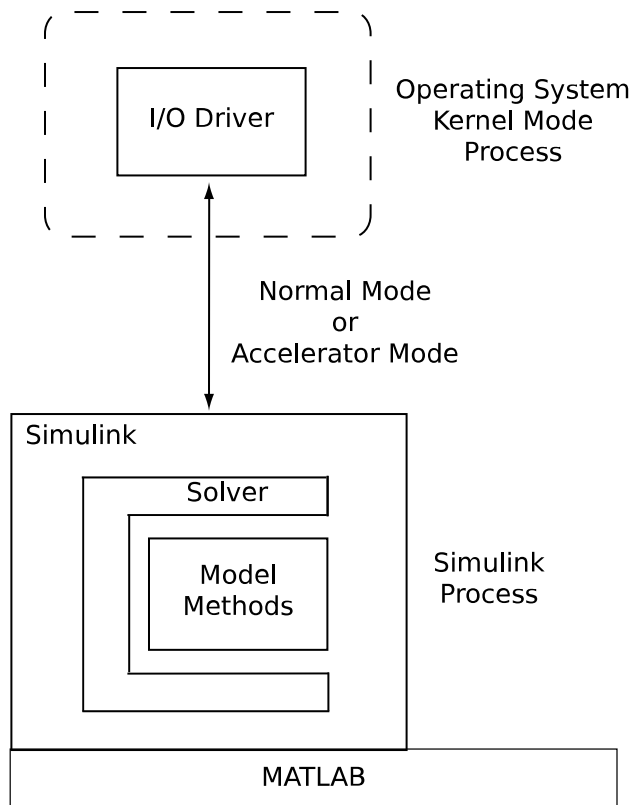 I/O Driver
Operating System
Kernel Mode
Process
Normal Mode
or
Accelerator Mode
Simulink
Solver
Model
Methods
Simulink
Process
MATLAB